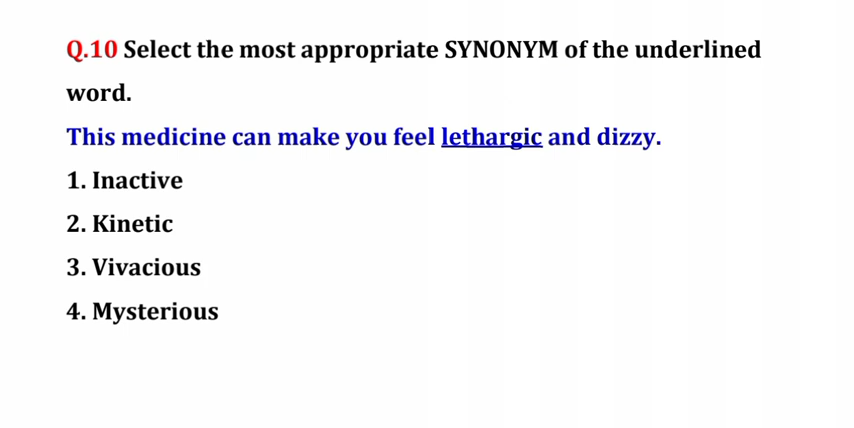 Q.10 Select the most appropriate SYNONYM of the underlined
word.
This medicine can make you feel lethargic and dizzy.
1. Inactive
2. Kinetic
3. Vivacious
4. Mysterious